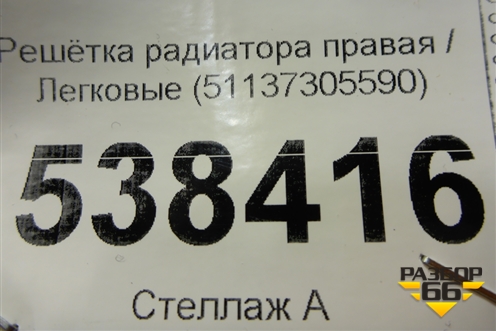 Решётка радиатора правая /
Легковые (51137305590)
538416
Стеллаж А
РАЗБОР
66